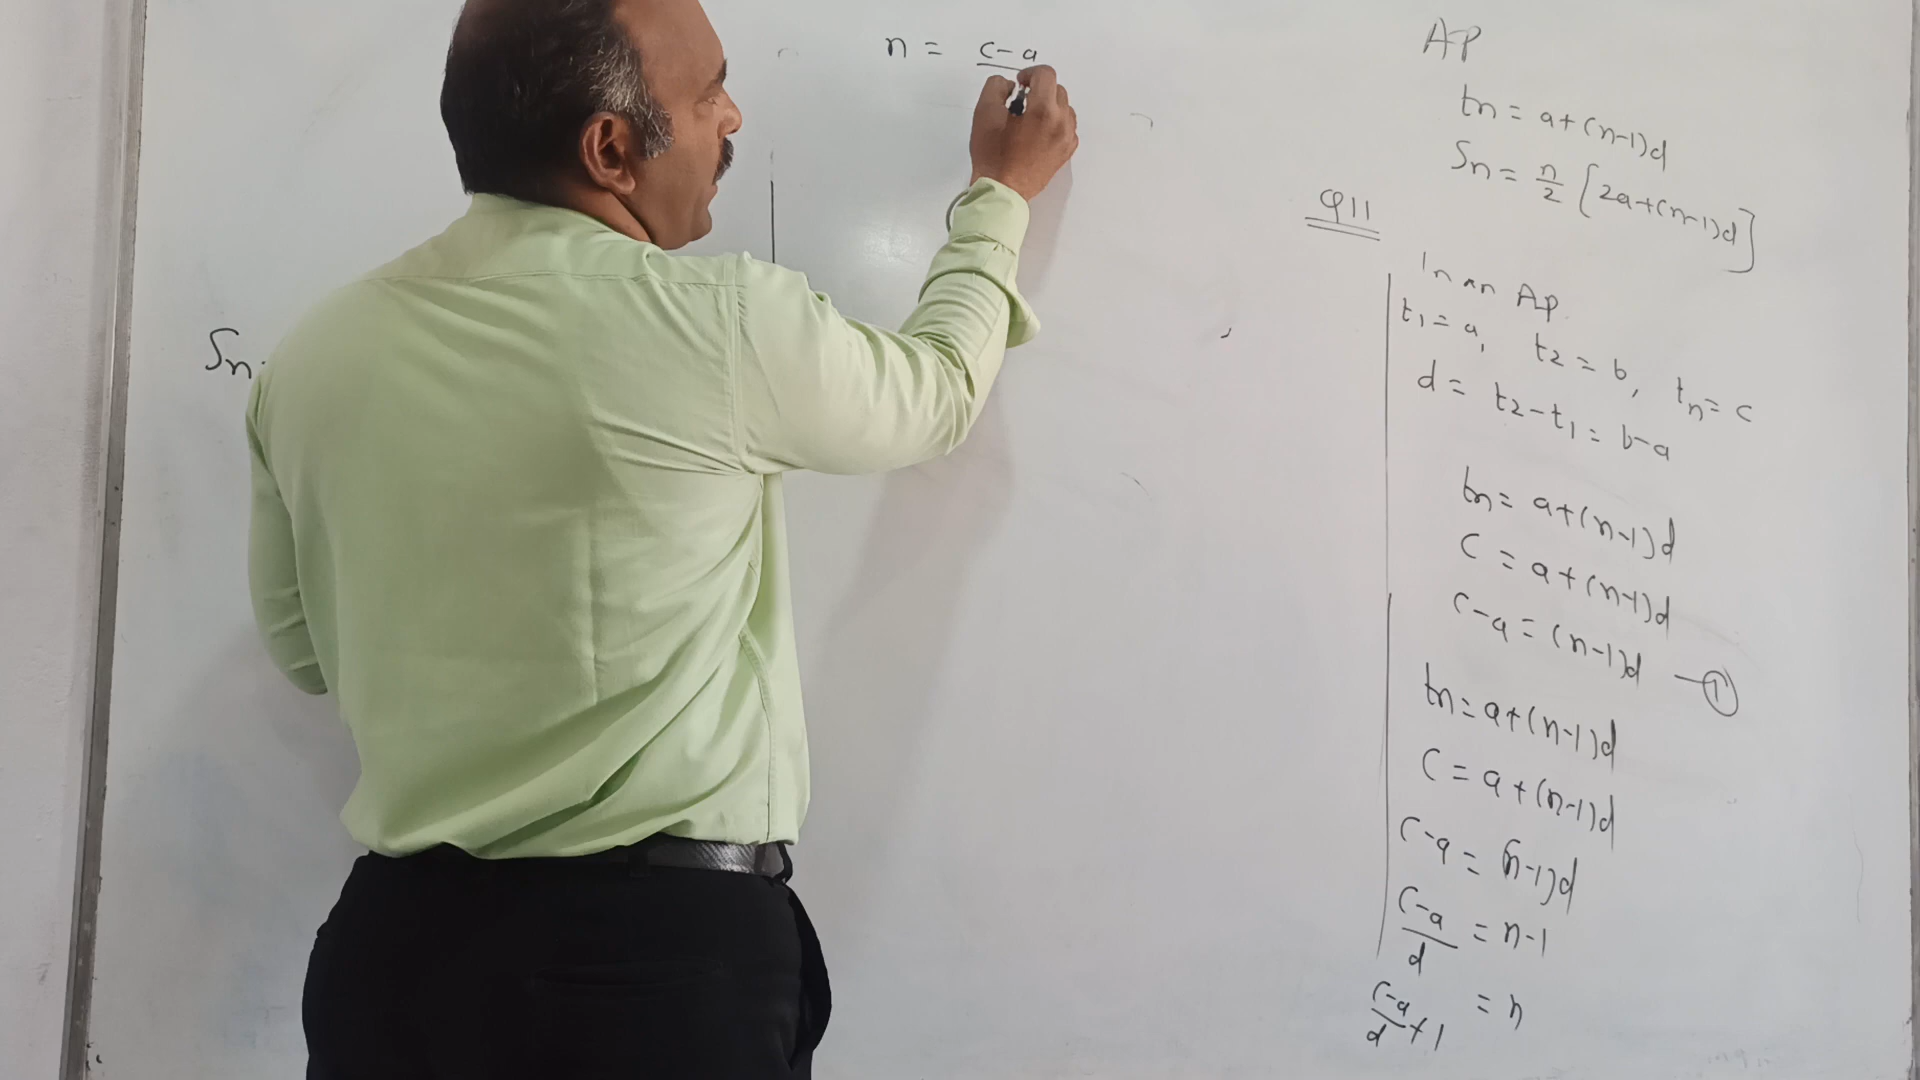 n = c-a
Sn
AP
tn = a+(n-1)d
Sn = n/2 [2a+(n-1)d]
Q11
In an AP
t1 = a, t2 = b, tn = c
d = t2-t1 = b-a
tn = a+(n-1)d
C = a+(n-1)d
c-a = (n-1)d —①
tn = a+(n-1)d
C = a+(n-1)d
c-a = (n-1)d
c-a/d = n-1
c-a/d +1 = n